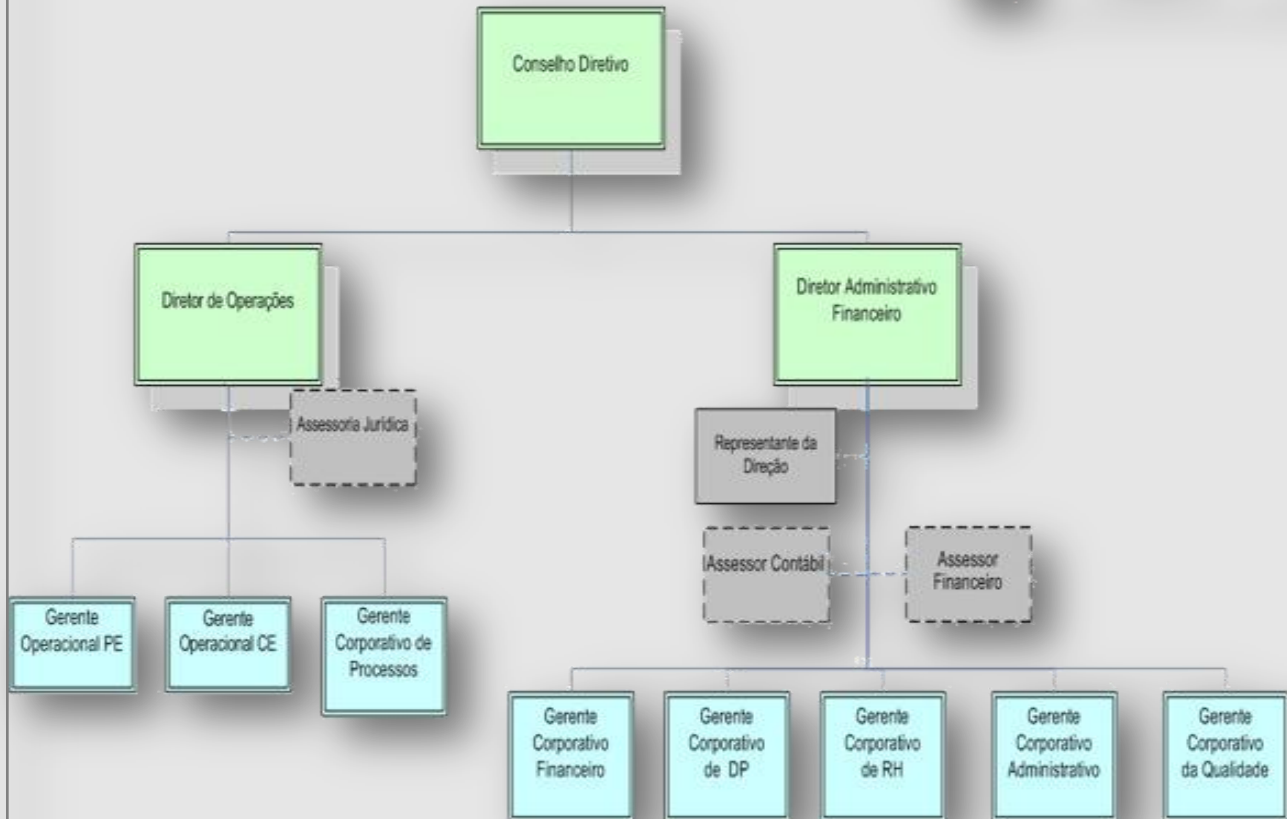 Conselho Diretivo
Diretor de Operações
Diretor Administrativo
Financeiro
Assessoria Jurídica
Representante da
Direção
Assessor Contábil
Assessor
Financeiro
Gerente
Operacional PE
Gerente
Operacional CE
Gerente
Corporativo de
Processos
Gerente
Corporativo
Financeiro
Gerente
Corporativo
de DP
Gerente
Corporativo
de RH
Gerente
Corporativo
Administrativo
Gerente
Corporativo
da Qualidade